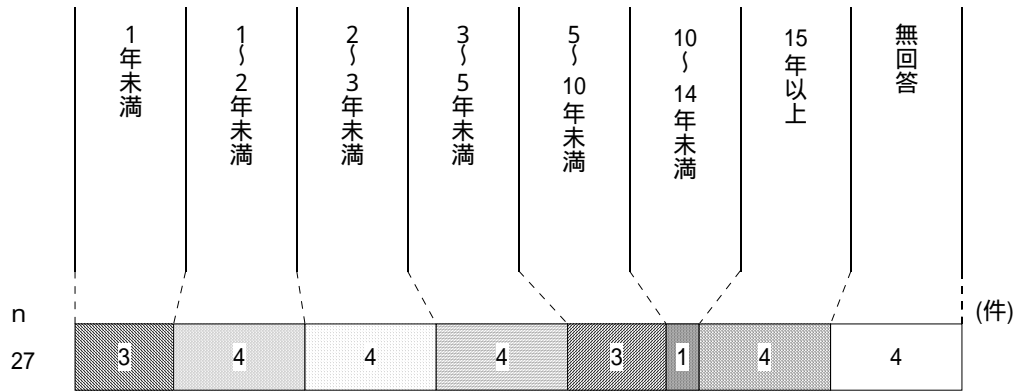 1年未満
1～2年未満
2～3年未満
3～5年未満
5～10年未満
10～14年未満
15年以上
無回答
n
(件)
27
3
4
4
4
3
1
4
4